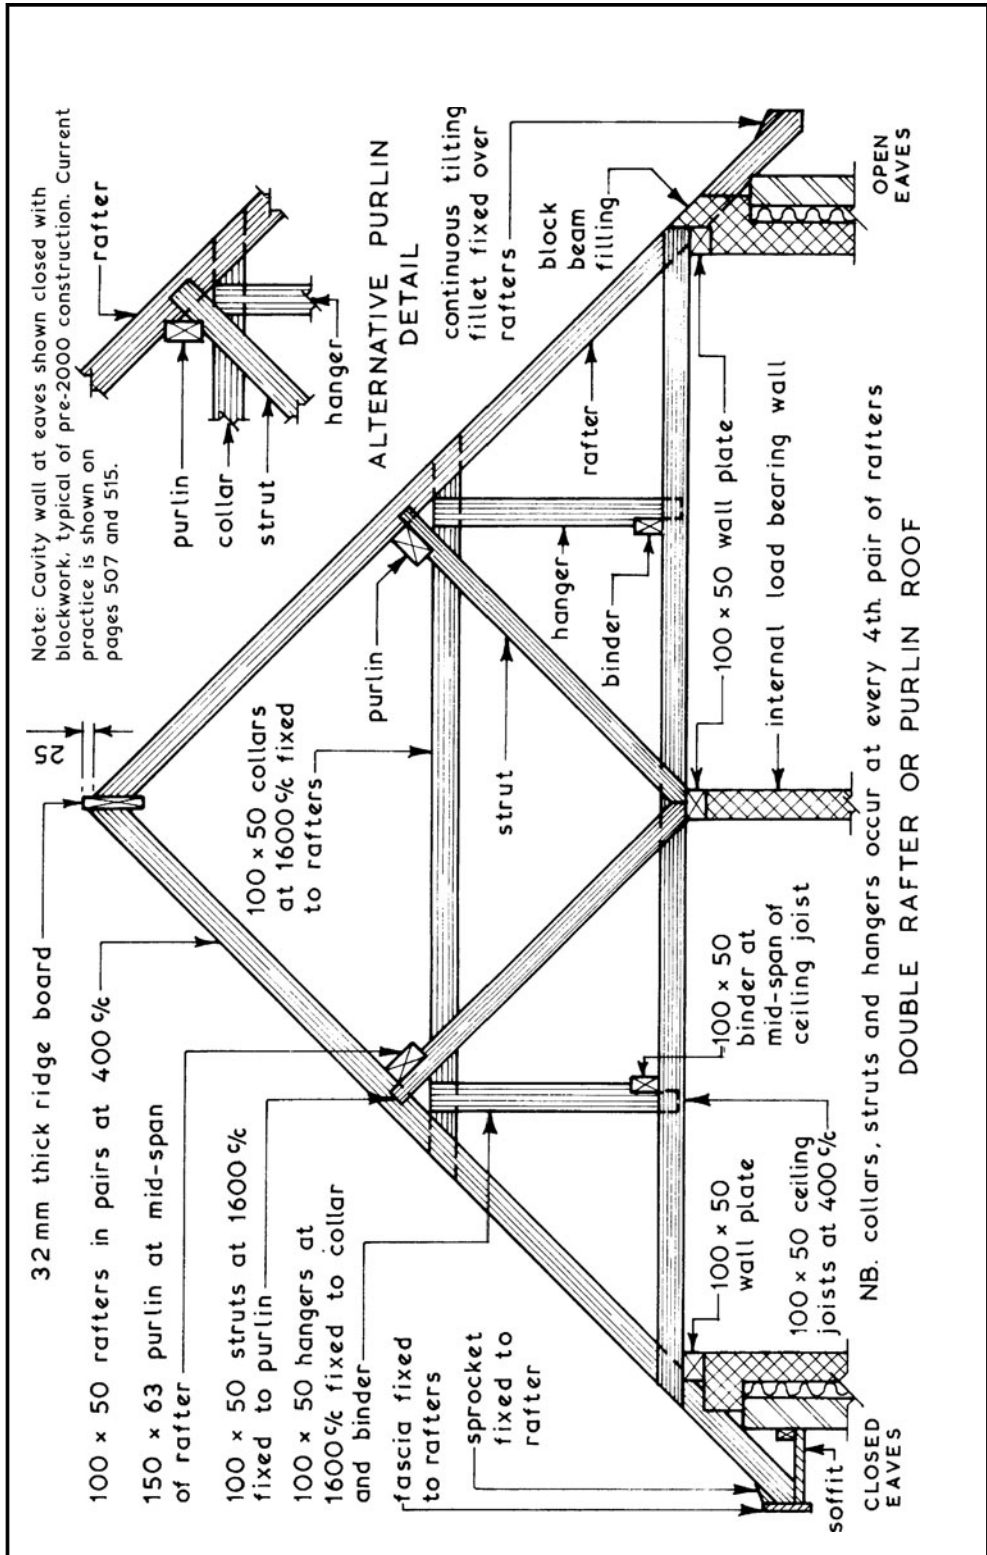 Note: Cavity wall at eaves shown closed with
blockwork, typical of pre-2000 construction. Current
practice is shown on
pages 507 and 515.
rafter
purlin
collar
strut
hanger
ALTERNATIVE PURLIN
DETAIL
25
32mm thick ridge board
100 × 50 rafters in pairs at 400 c/c
150 × 63 purlin at mid-span
of rafter
100 × 50 struts at 1600 c/c
fixed to purlin
100 × 50 hangers at
1600 c/c fixed to collar
and binder
fascia fixed
to rafters
sprocket
fixed to
rafter
100 × 50 collars
at 1600 c/c fixed
to rafters
purlin
strut
hanger
binder
rafter
continuous tilting
fillet fixed over
rafters
block
beam
filling
OPEN
EAVES
100 × 50 wall plate
internal load bearing wall
100 × 50
binder at
mid-span of
ceiling joist
100 × 50
wall plate
100 × 50 ceiling
joists at 400 c/c
soffit
CLOSED
EAVES
NB. collars, struts and hangers occur at every 4th. pair of rafters
DOUBLE RAFTER OR PURLIN ROOF